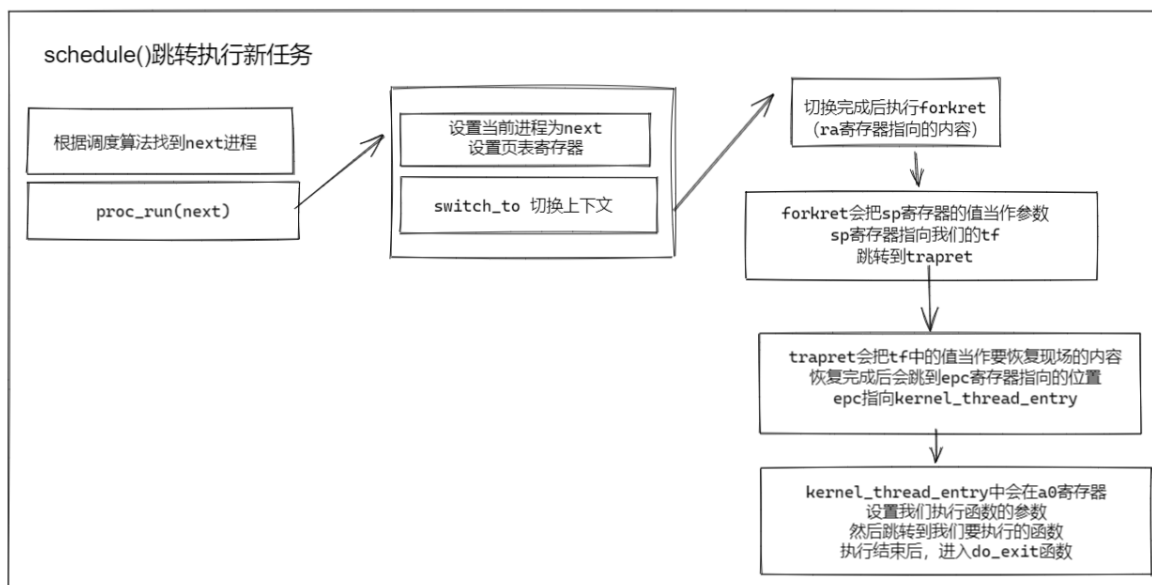 schedule()跳转执行新任务
根据调度算法找到next进程
proc_run(next)
设置当前进程为next
设置页表寄存器
switch_to 切换上下文
切换完成后执行forkret
（ra寄存器指向的内容）
forkret会把sp寄存器的值当作参数
sp寄存器指向我们的tf
跳转到trapret
trapret会把tf中的值当作要恢复现场的内容
恢复完成后会跳到epc寄存器指向的位置
epc指向kernel_thread_entry
kernel_thread_entry中会在a0寄存器
设置我们执行函数的参数
然后跳转到我们要执行的函数
执行结束后，进入do_exit函数